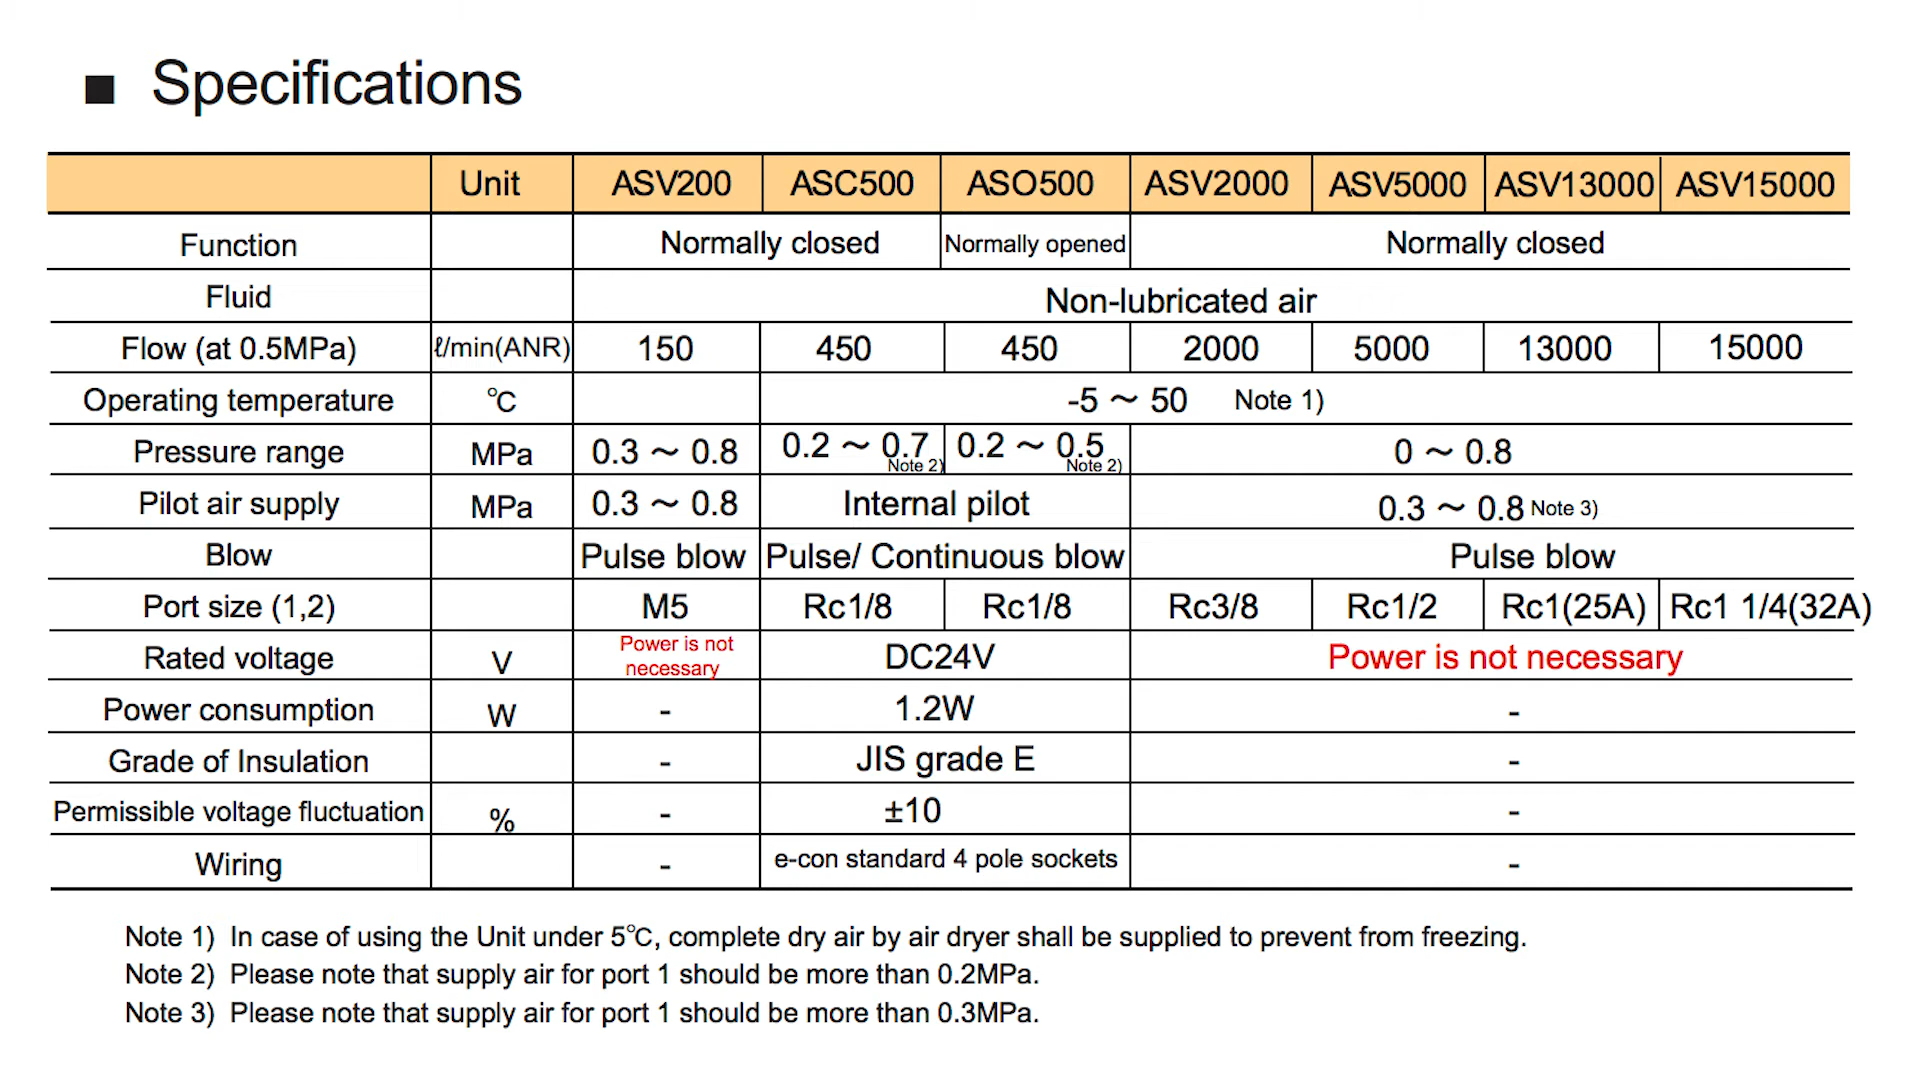 ■ Specifications
Unit ASV200 ASC500 ASO500 ASV2000 ASV5000 ASV13000 ASV15000
Function Normally closed Normally opened Normally closed
Fluid Non-lubricated air
Flow (at 0.5MPa) ℓ/min(ANR) 150 450 450 2000 5000 13000 15000
Operating temperature ℃ -5 ～ 50 Note 1)
Pressure range MPa 0.3 ～ 0.8 0.2 ～ 0.7 Note 2) 0.2 ～ 0.5 Note 2) 0 ～ 0.8
Pilot air supply MPa 0.3 ～ 0.8 Internal pilot 0.3 ～ 0.8 Note 3)
Blow Pulse blow Pulse/ Continuous blow Pulse blow
Port size (1,2) M5 Rc1/8 Rc1/8 Rc3/8 Rc1/2 Rc1(25A) Rc1 1/4(32A)
Rated voltage V Power is not necessary DC24V Power is not necessary
Power consumption W - 1.2W -
Grade of Insulation - JIS grade E -
Permissible voltage fluctuation % - ±10 -
Wiring - e-con standard 4 pole sockets -
Note 1) In case of using the Unit under 5℃, complete dry air by air dryer shall be supplied to prevent from freezing.
Note 2) Please note that supply air for port 1 should be more than 0.2MPa.
Note 3) Please note that supply air for port 1 should be more than 0.3MPa.